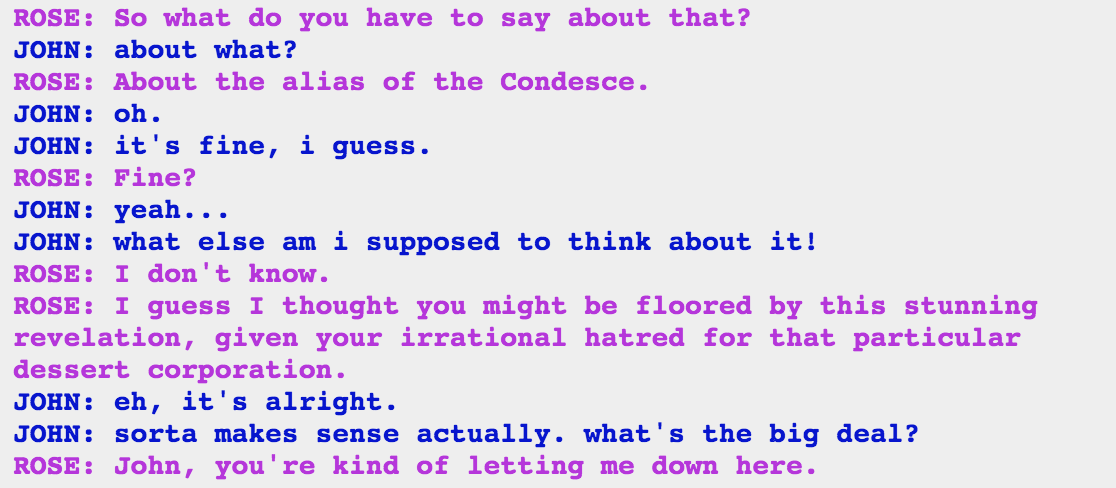 ROSE: So what do you have to say about that?
JOHN: about what?
ROSE: About the alias of the Condesce.
JOHN: oh.
JOHN: it's fine, i guess.
ROSE: Fine?
JOHN: yeah...
JOHN: what else am i supposed to think about it!
ROSE: I don't know.
ROSE: I guess I thought you might be floored by this stunning
revelation, given your irrational hatred for that particular
dessert corporation.
JOHN: eh, it's alright.
JOHN: sorta makes sense actually. what's the big deal?
ROSE: John, you're kind of letting me down here.